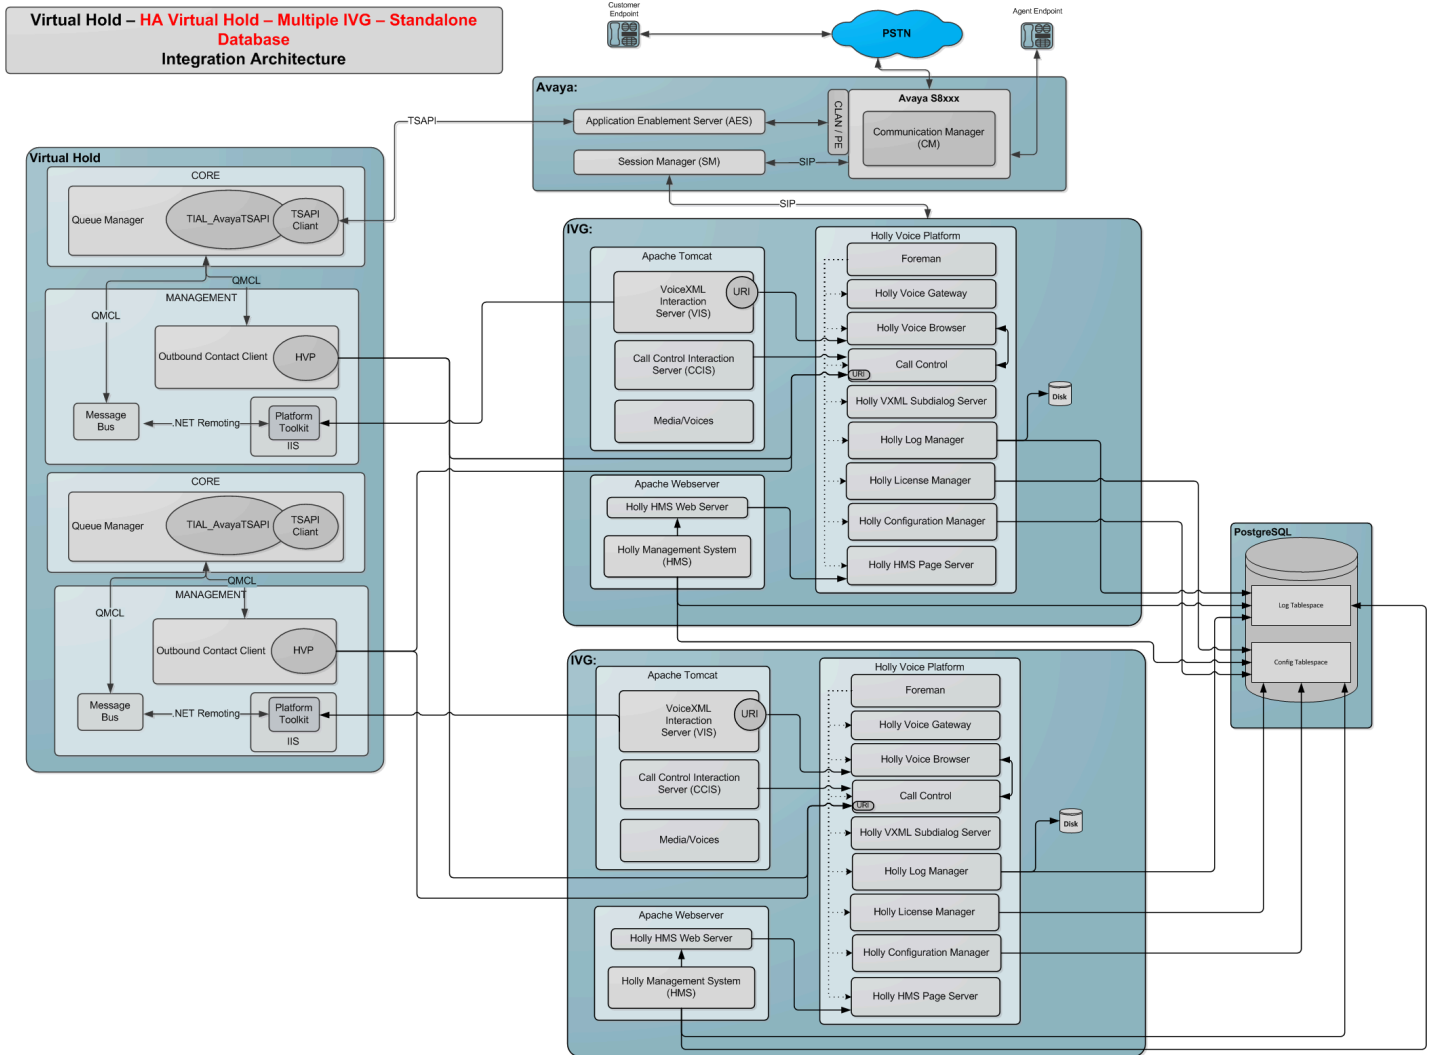 Virtual Hold – HA Virtual Hold – Multiple IVG – Standalone
Database
Integration Architecture
Customer
Endpoint
PSTN
Agent Endpoint
Avaya:
Application Enablement Server (AES)
Session Manager (SM)
SIP
CLAN / PE
Avaya S8xxx
Communication Manager
(CM)
TSAPI
SIP
Virtual Hold
CORE
Queue Manager
TIAL_AvayaTSAPI
TSAPI
Client
QMCL
QMCL
MANAGEMENT
Outbound Contact Client
HVP
Message
Bus
.NET Remoting
Platform
Toolkit
IIS
CORE
Queue Manager
TIAL_AvayaTSAPI
TSAPI
Client
QMCL
QMCL
MANAGEMENT
Outbound Contact Client
HVP
Message
Bus
.NET Remoting
Platform
Toolkit
IIS
IVG:
Apache Tomcat
VoiceXML
Interaction
Server (VIS)
URI
Call Control Interaction
Server (CCIS)
Media/Voices
Apache Webserver
Holly HMS Web Server
Holly Management System
(HMS)
Holly Voice Platform
Foreman
Holly Voice Gateway
Holly Voice Browser
Call Control
URI
Holly VXML Subdialog Server
Holly Log Manager
Holly License Manager
Holly Configuration Manager
Holly HMS Page Server
Disk
IVG:
Apache Tomcat
VoiceXML
Interaction
Server (VIS)
URI
Call Control Interaction
Server (CCIS)
Media/Voices
Apache Webserver
Holly HMS Web Server
Holly Management System
(HMS)
Holly Voice Platform
Foreman
Holly Voice Gateway
Holly Voice Browser
Call Control
URI
Holly VXML Subdialog Server
Holly Log Manager
Holly License Manager
Holly Configuration Manager
Holly HMS Page Server
Disk
PostgreSQL
Log Tablespace
Config Tablespace